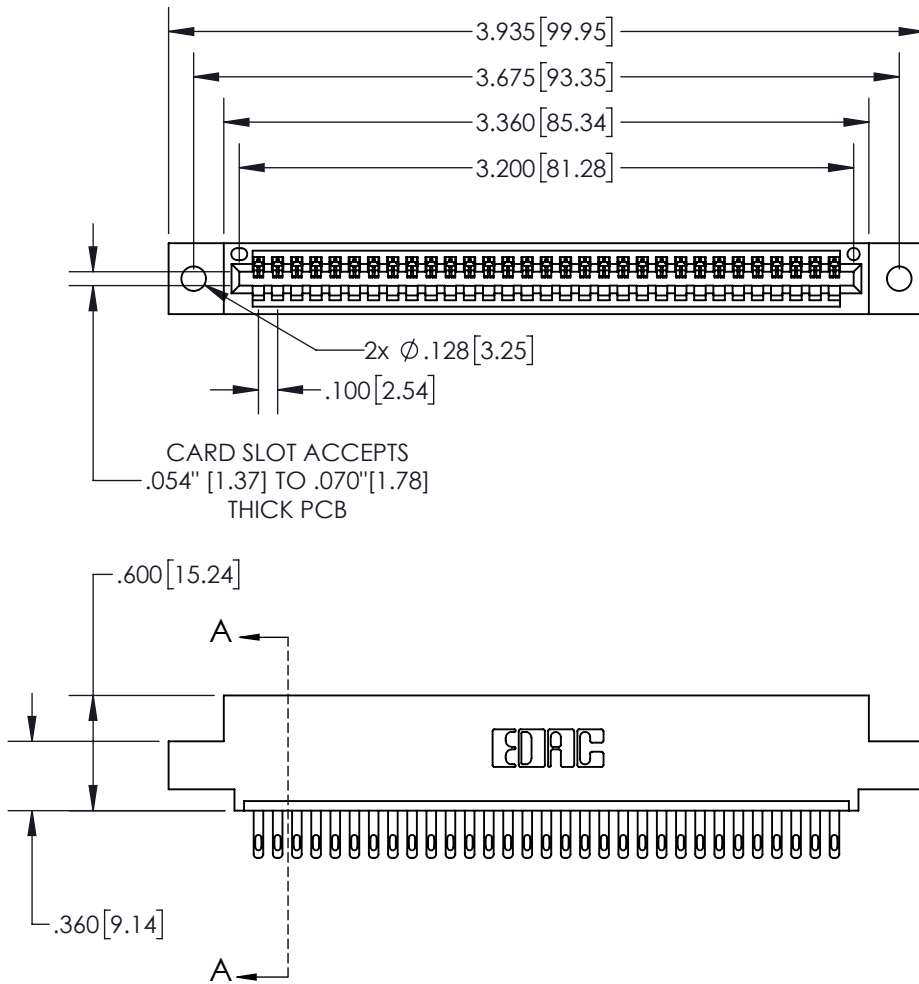 3.935[99.95]
3.675[93.35]
3.360[85.34]
3.200[81.28]
2x Ø.128[3.25]
.100[2.54]
CARD SLOT ACCEPTS
.054" [1.37] TO .070"[1.78]
THICK PCB
.600[15.24]
A
EDAC
.360[9.14]
A